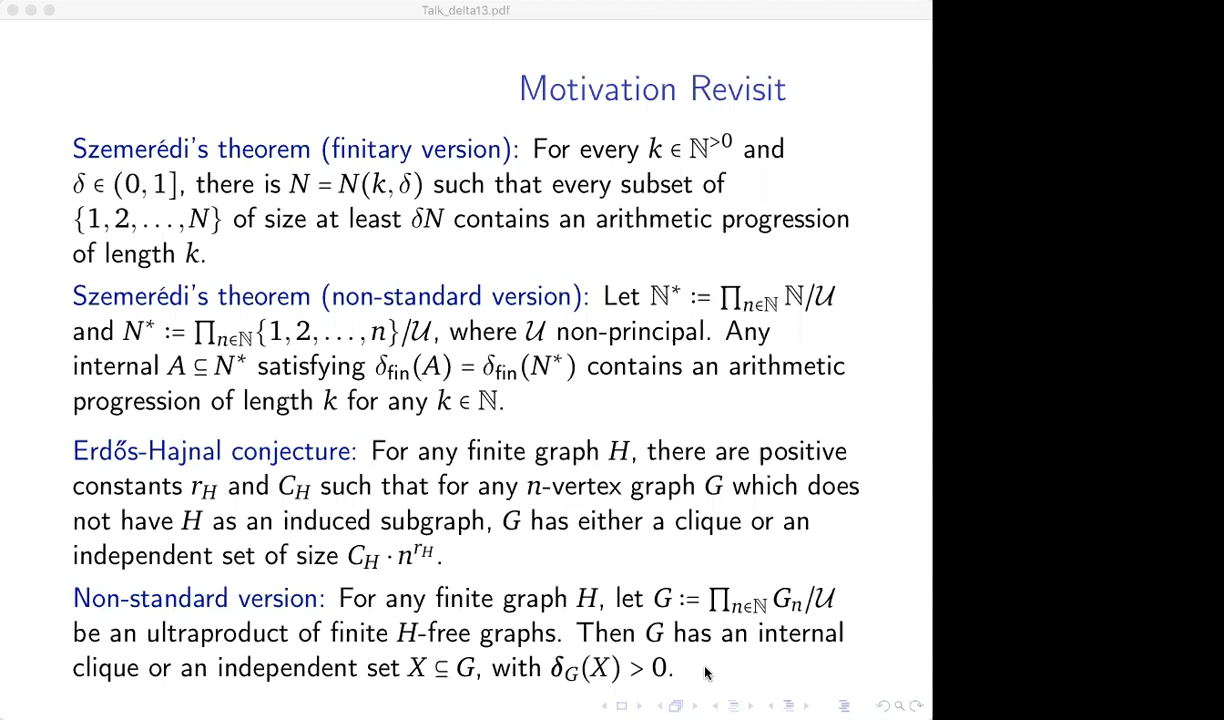 Talk_delta13.pdf
Motivation Revisit
Szemerédi's theorem (finitary version): For every k ∈ ℕ^{>0} and
δ ∈ (0, 1], there is N = N(k, δ) such that every subset of
{1, 2, . . . , N} of size at least δN contains an arithmetic progression
of length k.
Szemerédi's theorem (non-standard version): Let ℕ* := ∏_{n∈ℕ} ℕ/𝒰
and N* := ∏_{n∈ℕ}{1, 2, . . . , n}/𝒰, where 𝒰 non-principal. Any
internal A ⊆ N* satisfying δ_{fin}(A) = δ_{fin}(N*) contains an arithmetic
progression of length k for any k ∈ ℕ.
Erdős-Hajnal conjecture: For any finite graph H, there are positive
constants r_H and C_H such that for any n-vertex graph G which does
not have H as an induced subgraph, G has either a clique or an
independent set of size C_H · n^{r_H}.
Non-standard version: For any finite graph H, let G := ∏_{n∈ℕ} G_n/𝒰
be an ultraproduct of finite H-free graphs. Then G has an internal
clique or an independent set X ⊆ G, with δ_G(X) > 0.